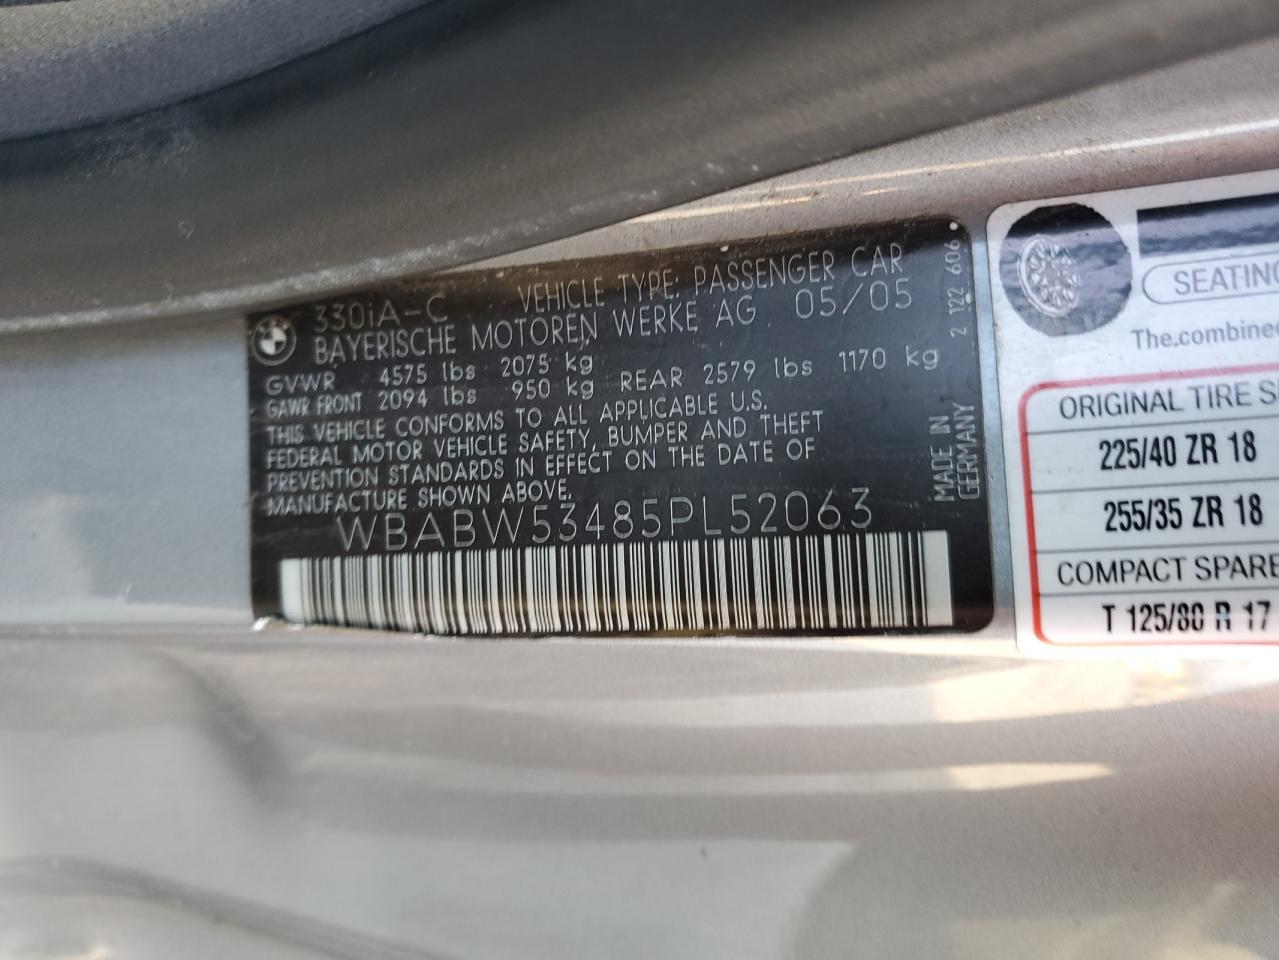 330iA-C VEHICLE TYPE: PASSENGER CAR
BAYERISCHE MOTOREN WERKE AG 05/05
GVWR 4575 lbs 2075 kg
GAWR FRONT 2094 lbs 950 kg REAR 2579 lbs 1170 kg
THIS VEHICLE CONFORMS TO ALL APPLICABLE U.S.
FEDERAL MOTOR VEHICLE SAFETY, BUMPER AND THEFT
PREVENTION STANDARDS IN EFFECT ON THE DATE OF
MANUFACTURE SHOWN ABOVE.
WBABW53485PL52063
MADE IN
GERMANY
2 122 606
SEATING
The combined
ORIGINAL TIRE S
225/40 ZR 18
255/35 ZR 18
COMPACT SPARE
T 125/80 R 17